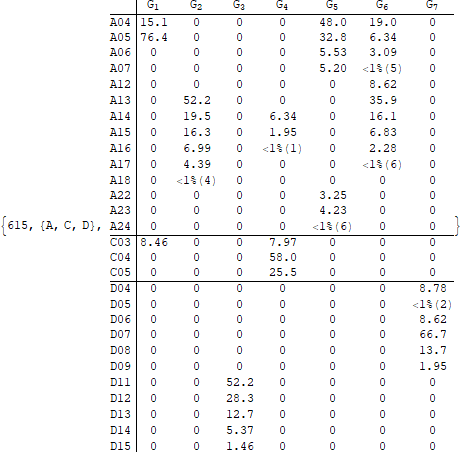 G1 G2 G3 G4 G5 G6 G7
A04 15.1 0 0 0 48.0 19.0 0
A05 76.4 0 0 0 32.8 6.34 0
A06 0 0 0 0 5.53 3.09 0
A07 0 0 0 0 5.20 <1%(5) 0
A12 0 0 0 0 0 8.62 0
A13 0 52.2 0 0 0 35.9 0
A14 0 19.5 0 6.34 0 16.1 0
A15 0 16.3 0 1.95 0 6.83 0
A16 0 6.99 0 <1%(1) 0 2.28 0
A17 0 4.39 0 0 0 <1%(6) 0
A18 0 <1%(4) 0 0 0 0 0
A22 0 0 0 0 3.25 0 0
A23 0 0 0 0 4.23 0 0
{615, {A, C, D}, A24 0 0 0 0 <1%(6) 0 0 }
C03 8.46 0 0 7.97 0 0 0
C04 0 0 0 58.0 0 0 0
C05 0 0 0 25.5 0 0 0
D04 0 0 0 0 0 0 8.78
D05 0 0 0 0 0 0 <1%(2)
D06 0 0 0 0 0 0 8.62
D07 0 0 0 0 0 0 66.7
D08 0 0 0 0 0 0 13.7
D09 0 0 0 0 0 0 1.95
D11 0 0 52.2 0 0 0 0
D12 0 0 28.3 0 0 0 0
D13 0 0 12.7 0 0 0 0
D14 0 0 5.37 0 0 0 0
D15 0 0 1.46 0 0 0 0